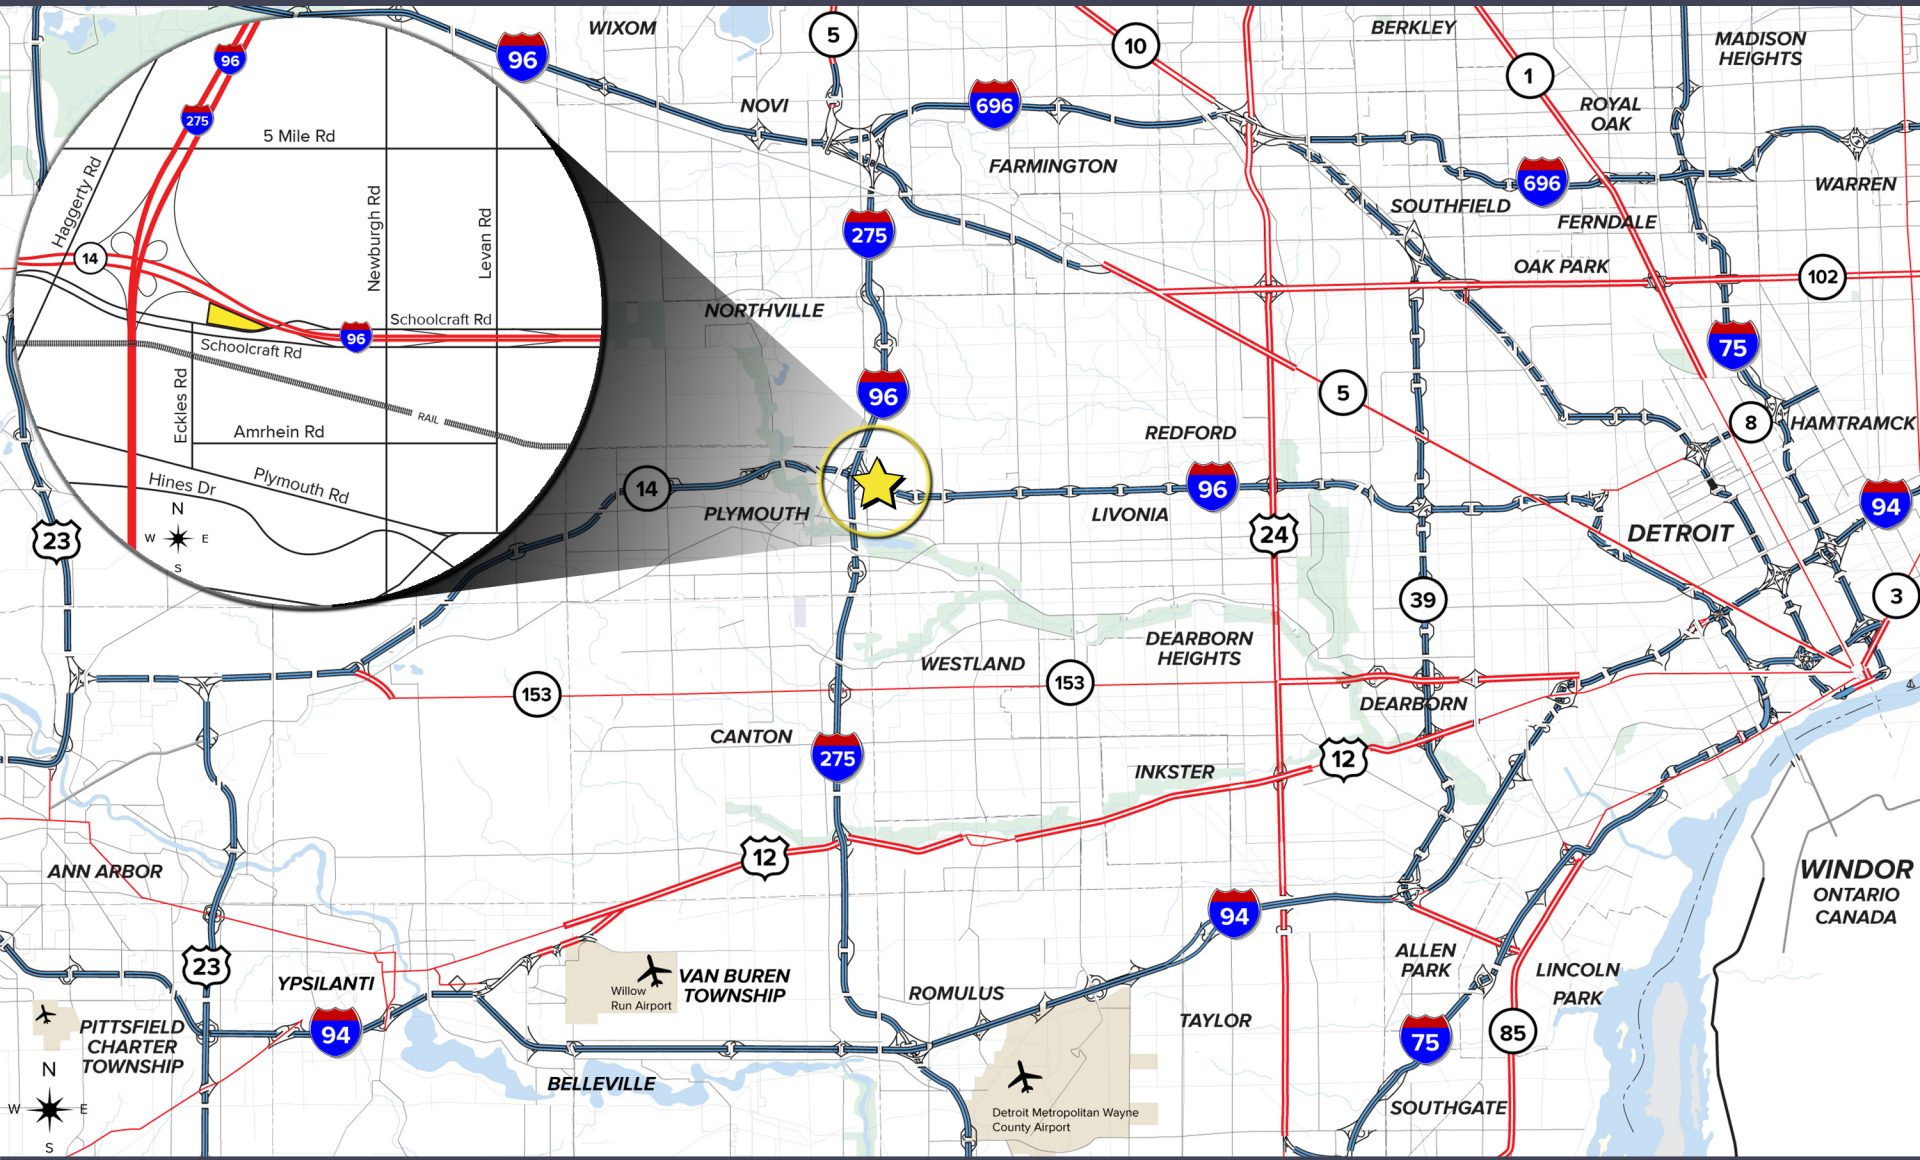 WIXOM
5
10
BERKLEY
MADISON
HEIGHTS
96
96
1
NOVI
696
ROYAL
OAK
275
5 Mile Rd
FARMINGTON
696
WARREN
Haggerty Rd
Newburgh Rd
Levan Rd
SOUTHFIELD
FERNDALE
275
14
OAK PARK
102
NORTHVILLE
Schoolcraft Rd
96
Schoolcraft Rd
75
Eckles Rd
96
5
RAIL
8
HAMTRAMCK
Amrhein Rd
REDFORD
Plymouth Rd
Hines Dr
14
96
94
N
W
E
S
PLYMOUTH
LIVONIA
24
DETROIT
23
39
3
DEARBORN
HEIGHTS
WESTLAND
153
153
DEARBORN
CANTON
275
12
INKSTER
12
ANN ARBOR
WINDOR
ONTARIO
CANADA
94
23
YPSILANTI
Willow
Run Airport
VAN BUREN
TOWNSHIP
ROMULUS
ALLEN
PARK
LINCOLN
PARK
94
TAYLOR
75
85
PITTSFIELD
CHARTER
TOWNSHIP
BELLEVILLE
N
W
E
S
Detroit Metropolitan Wayne
County Airport
SOUTHGATE